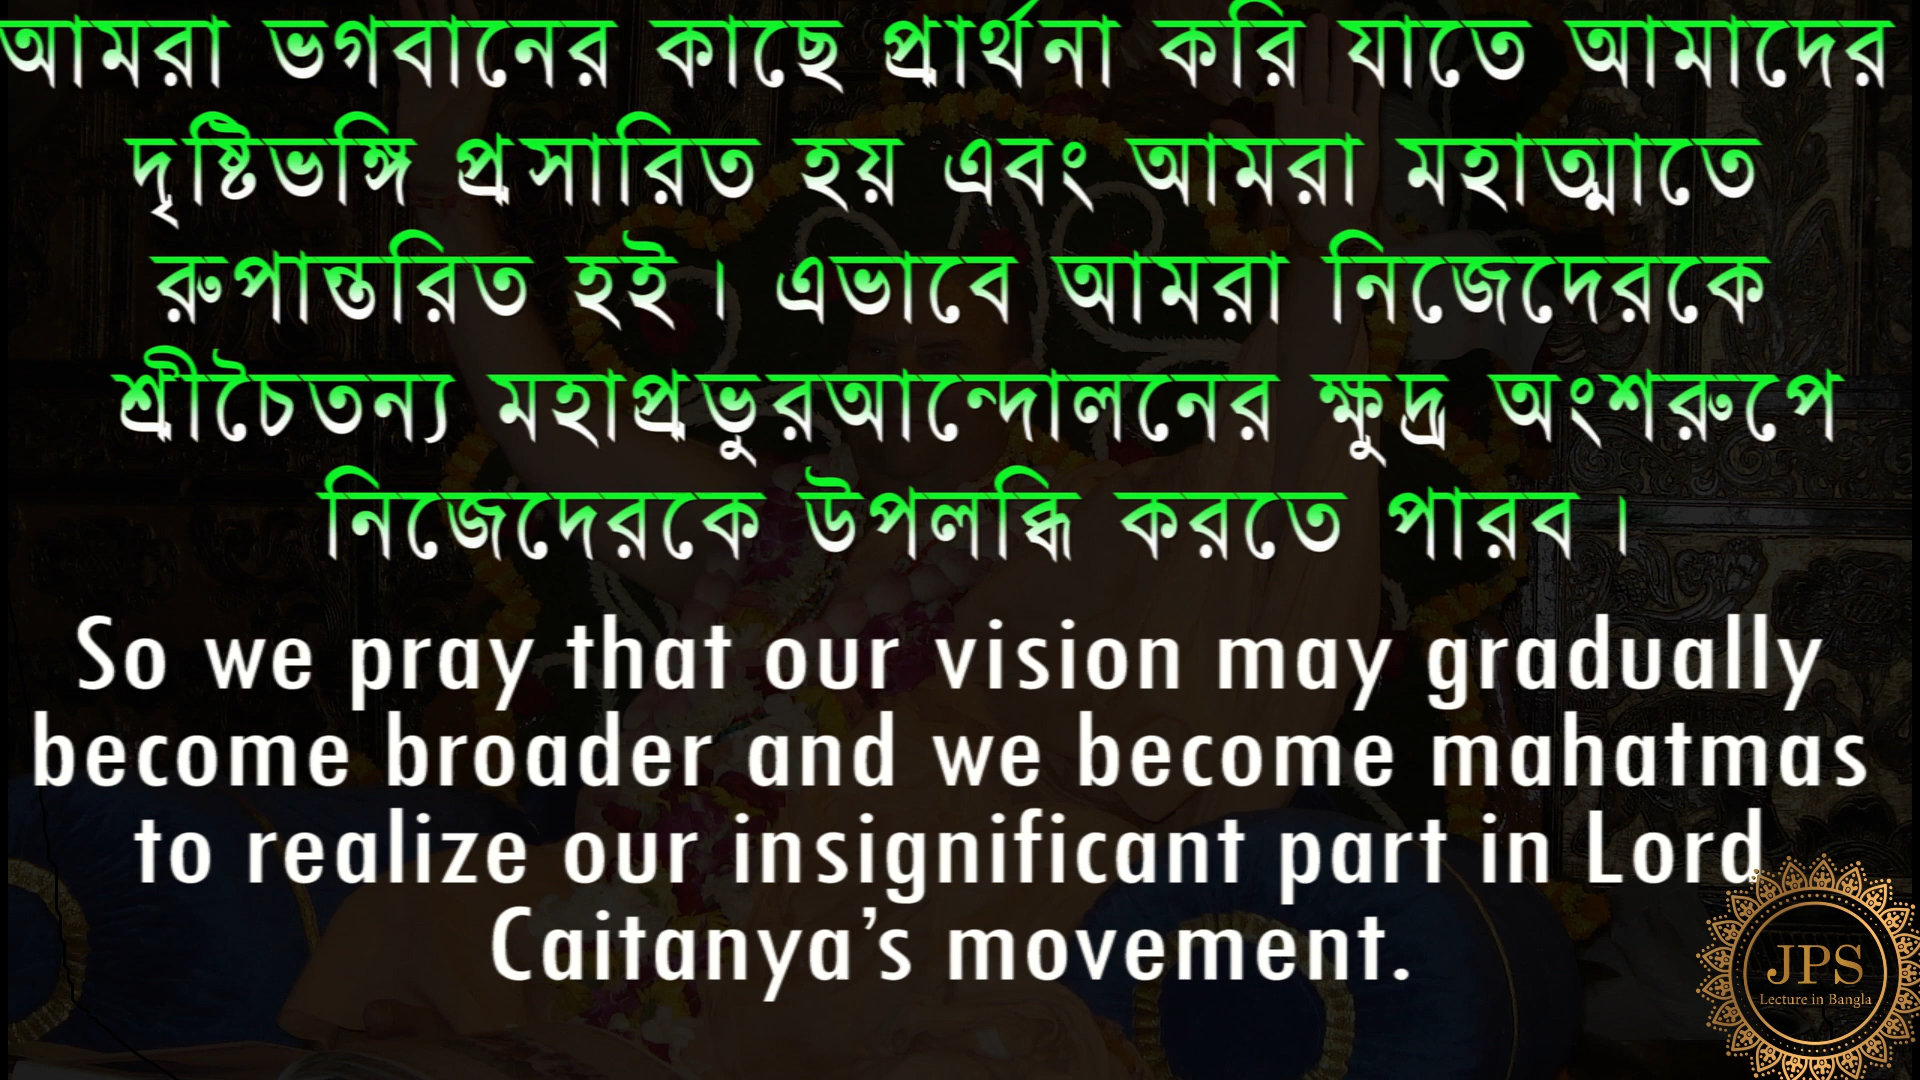 আমরা ভগবানের কাছে প্রার্থনা করি যাতে আমাদের
দৃষ্টিভঙ্গি প্রসারিত হয় এবং আমরা মহাত্মাতে
রুপান্তরিত হই। এভাবে আমরা নিজেদেরকে
শ্রীচৈতন্য মহাপ্রভুরআন্দোলনের ক্ষুদ্র অংশরুপে
নিজেদেরকে উপলব্ধি করতে পারব।
So we pray that our vision may gradually
become broader and we become mahatmas
to realize our insignificant part in Lord
Caitanya’s movement.
JPS
Lecture in Bangla